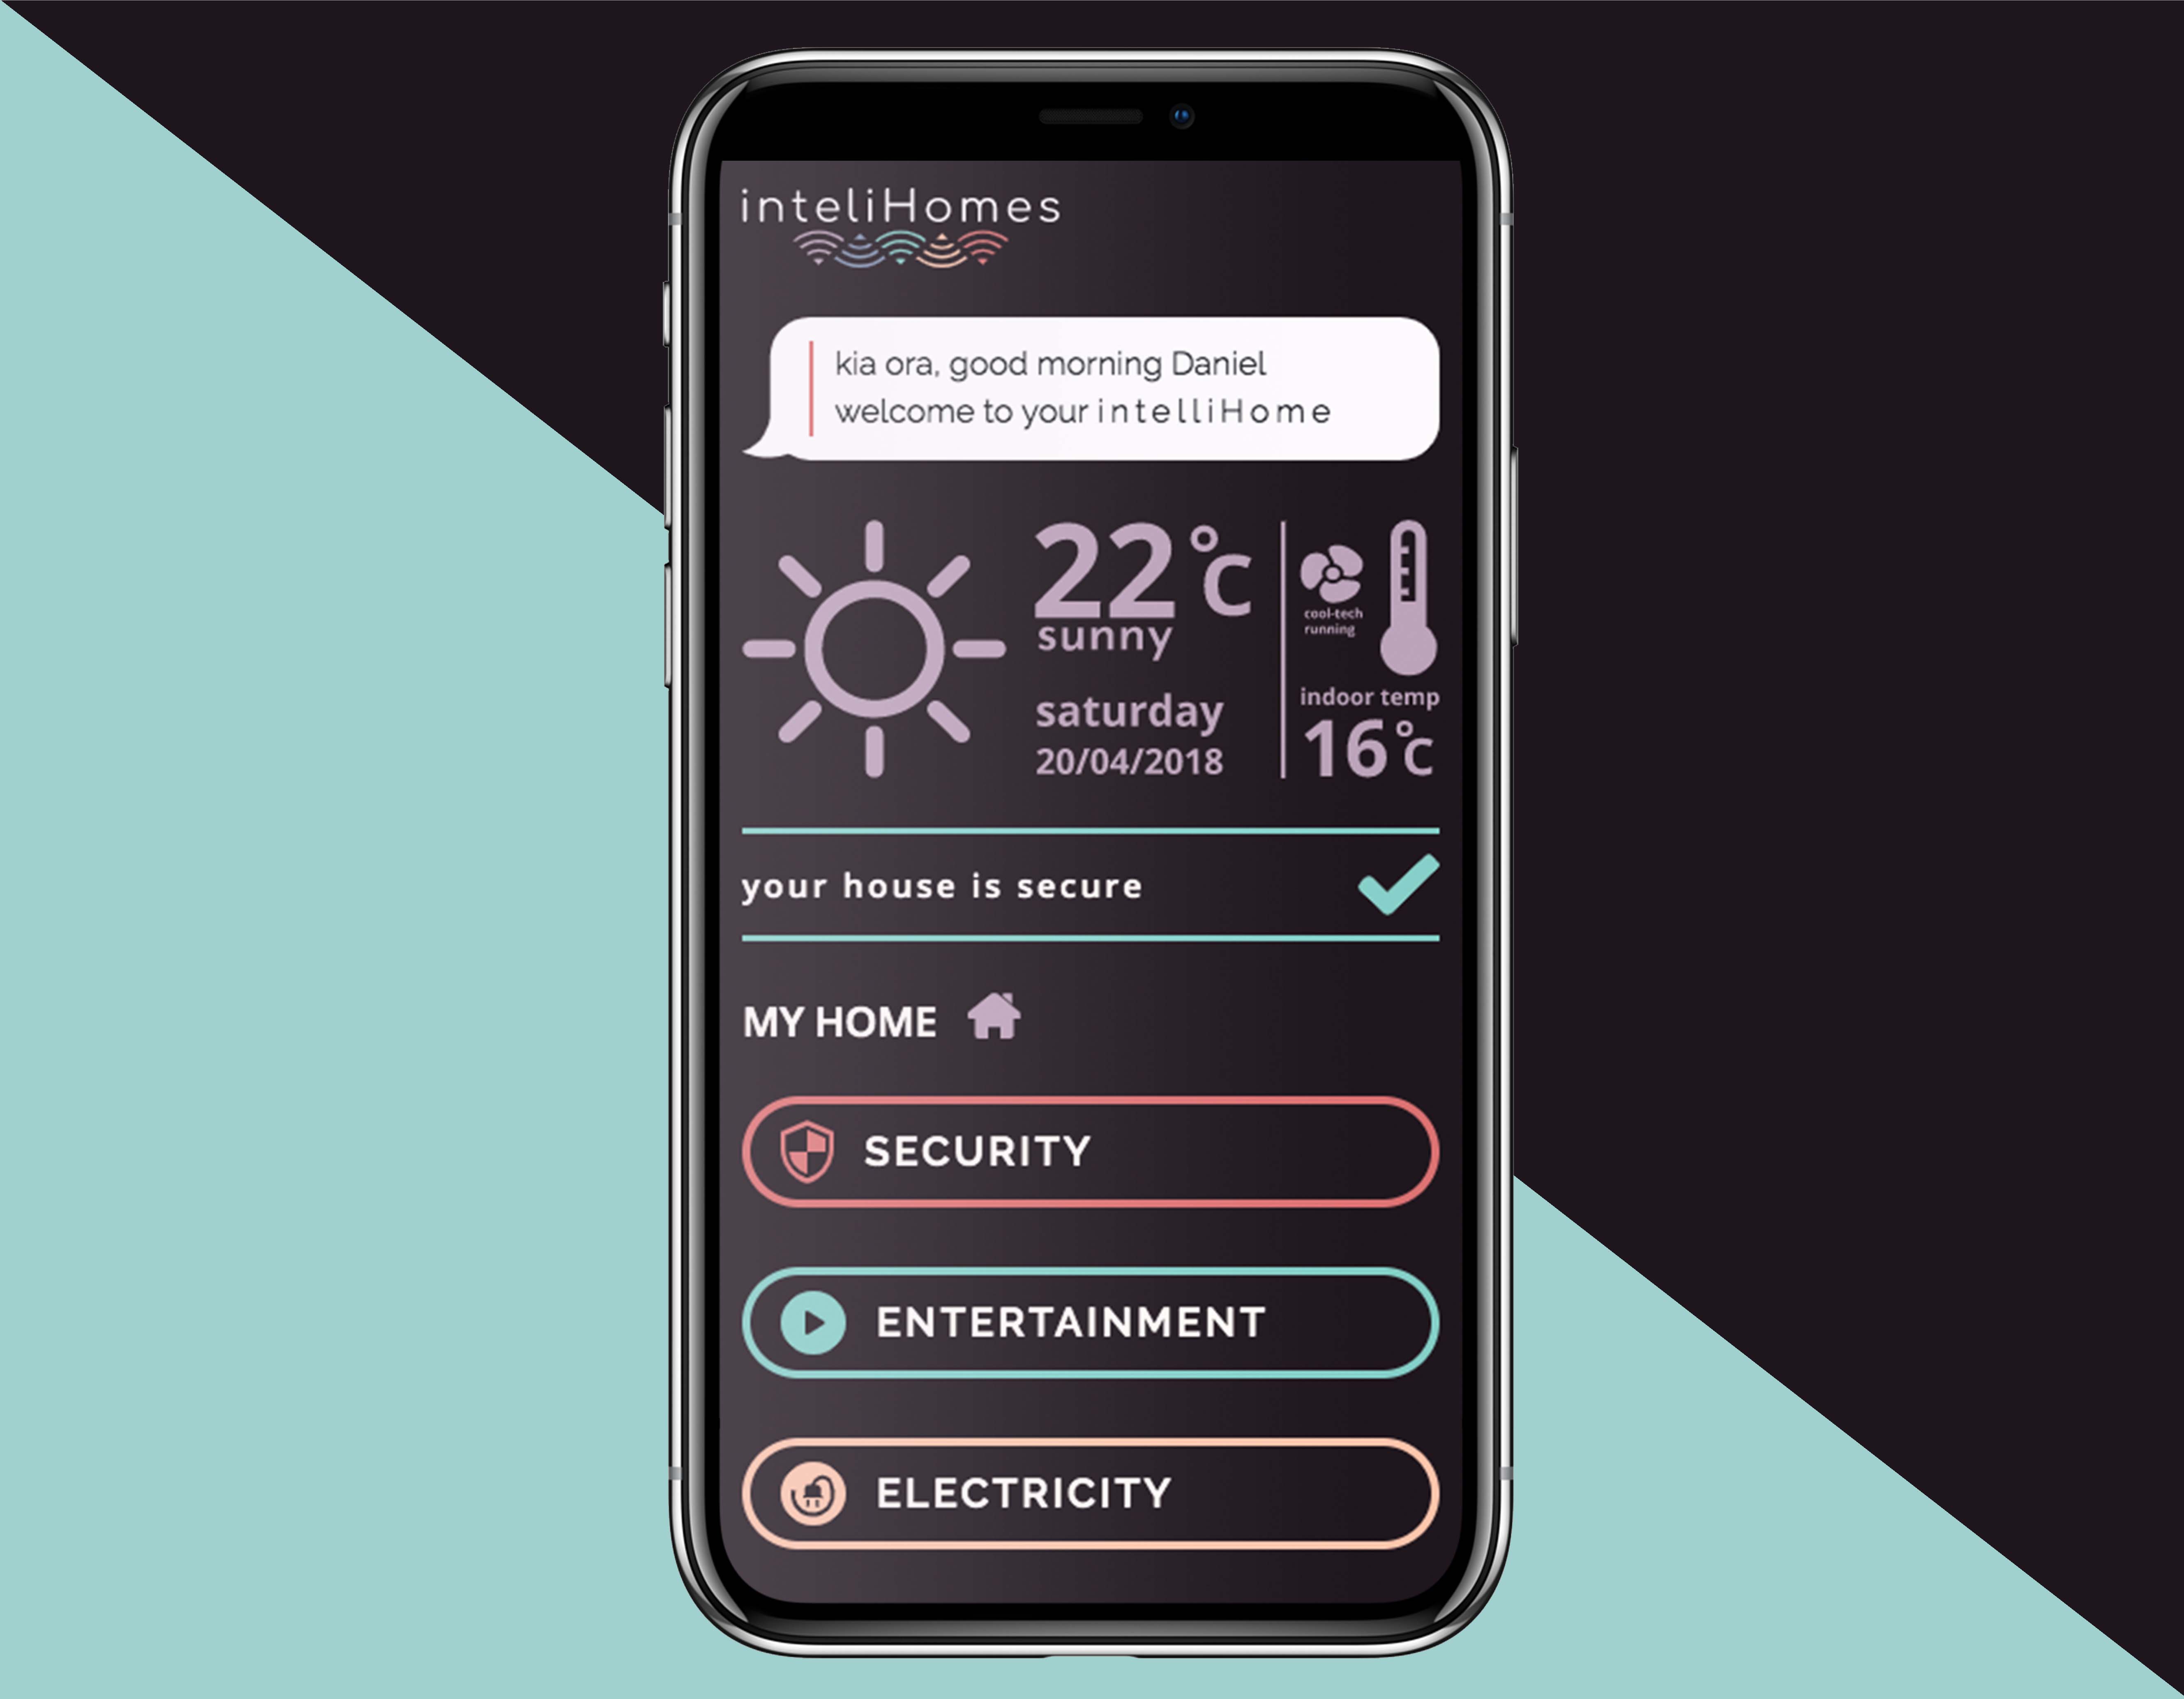 inteliHomes
kia ora, good morning Daniel
welcome to your intelliHome
22°c
sunny
saturday
20/04/2018
cool-tech
running
indoor temp
16°c
your house is secure
MY HOME
SECURITY
ENTERTAINMENT
ELECTRICITY